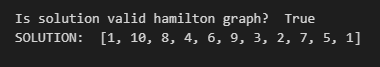 Is solution valid hamilton graph?  True
SOLUTION:  [1, 10, 8, 4, 6, 9, 3, 2, 7, 5, 1]